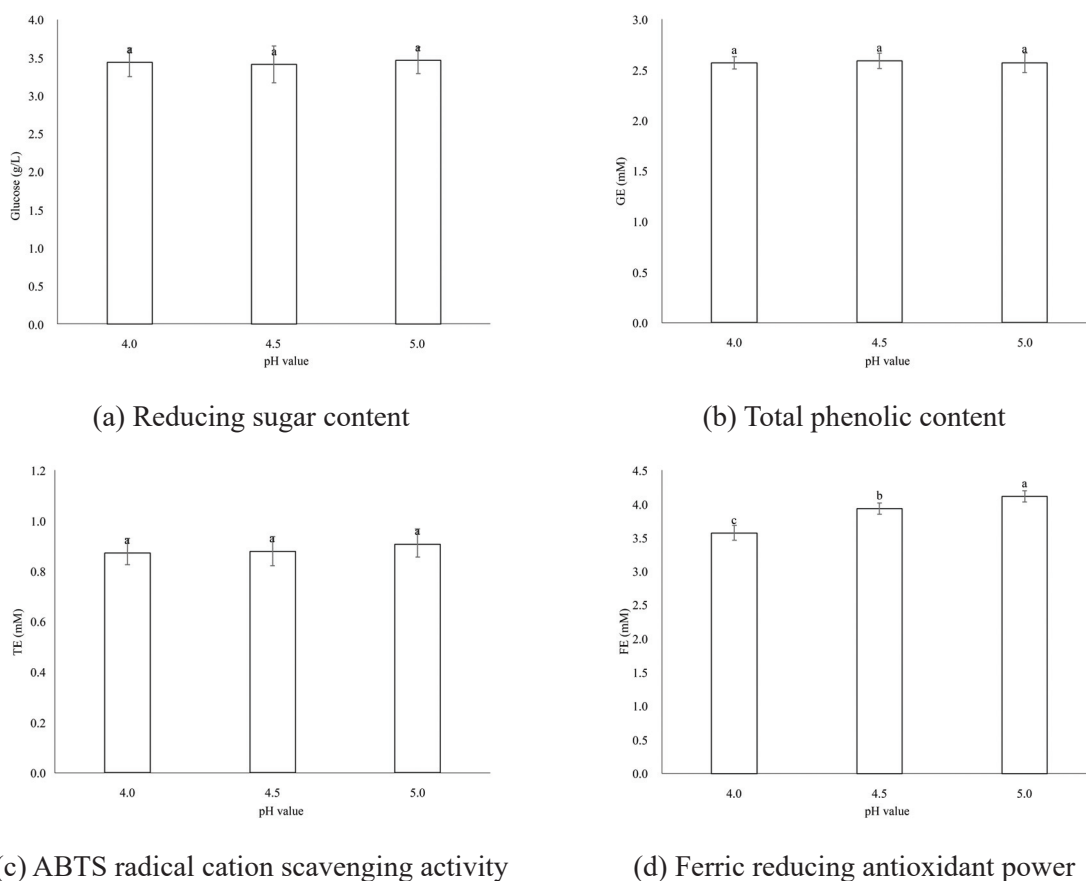 4.0
3.5
3.0
2.5
2.0
1.5
1.0
0.5
0.0
Glucose (g/L)
a
a
a
4.0 4.5 5.0
pH value
(a) Reducing sugar content
3.0
2.5
2.0
1.5
1.0
0.5
0.0
GE (mM)
a
a
a
4.0 4.5 5.0
pH value
(b) Total phenolic content
1.2
1.0
0.8
0.6
0.4
0.2
0.0
TE (mM)
a
a
a
4.0 4.5 5.0
pH value
(c) ABTS radical cation scavenging activity
4.5
4.0
3.5
3.0
2.5
2.0
1.5
1.0
0.5
0.0
FE (mM)
c
b
a
4.0 4.5 5.0
pH value
(d) Ferric reducing antioxidant power